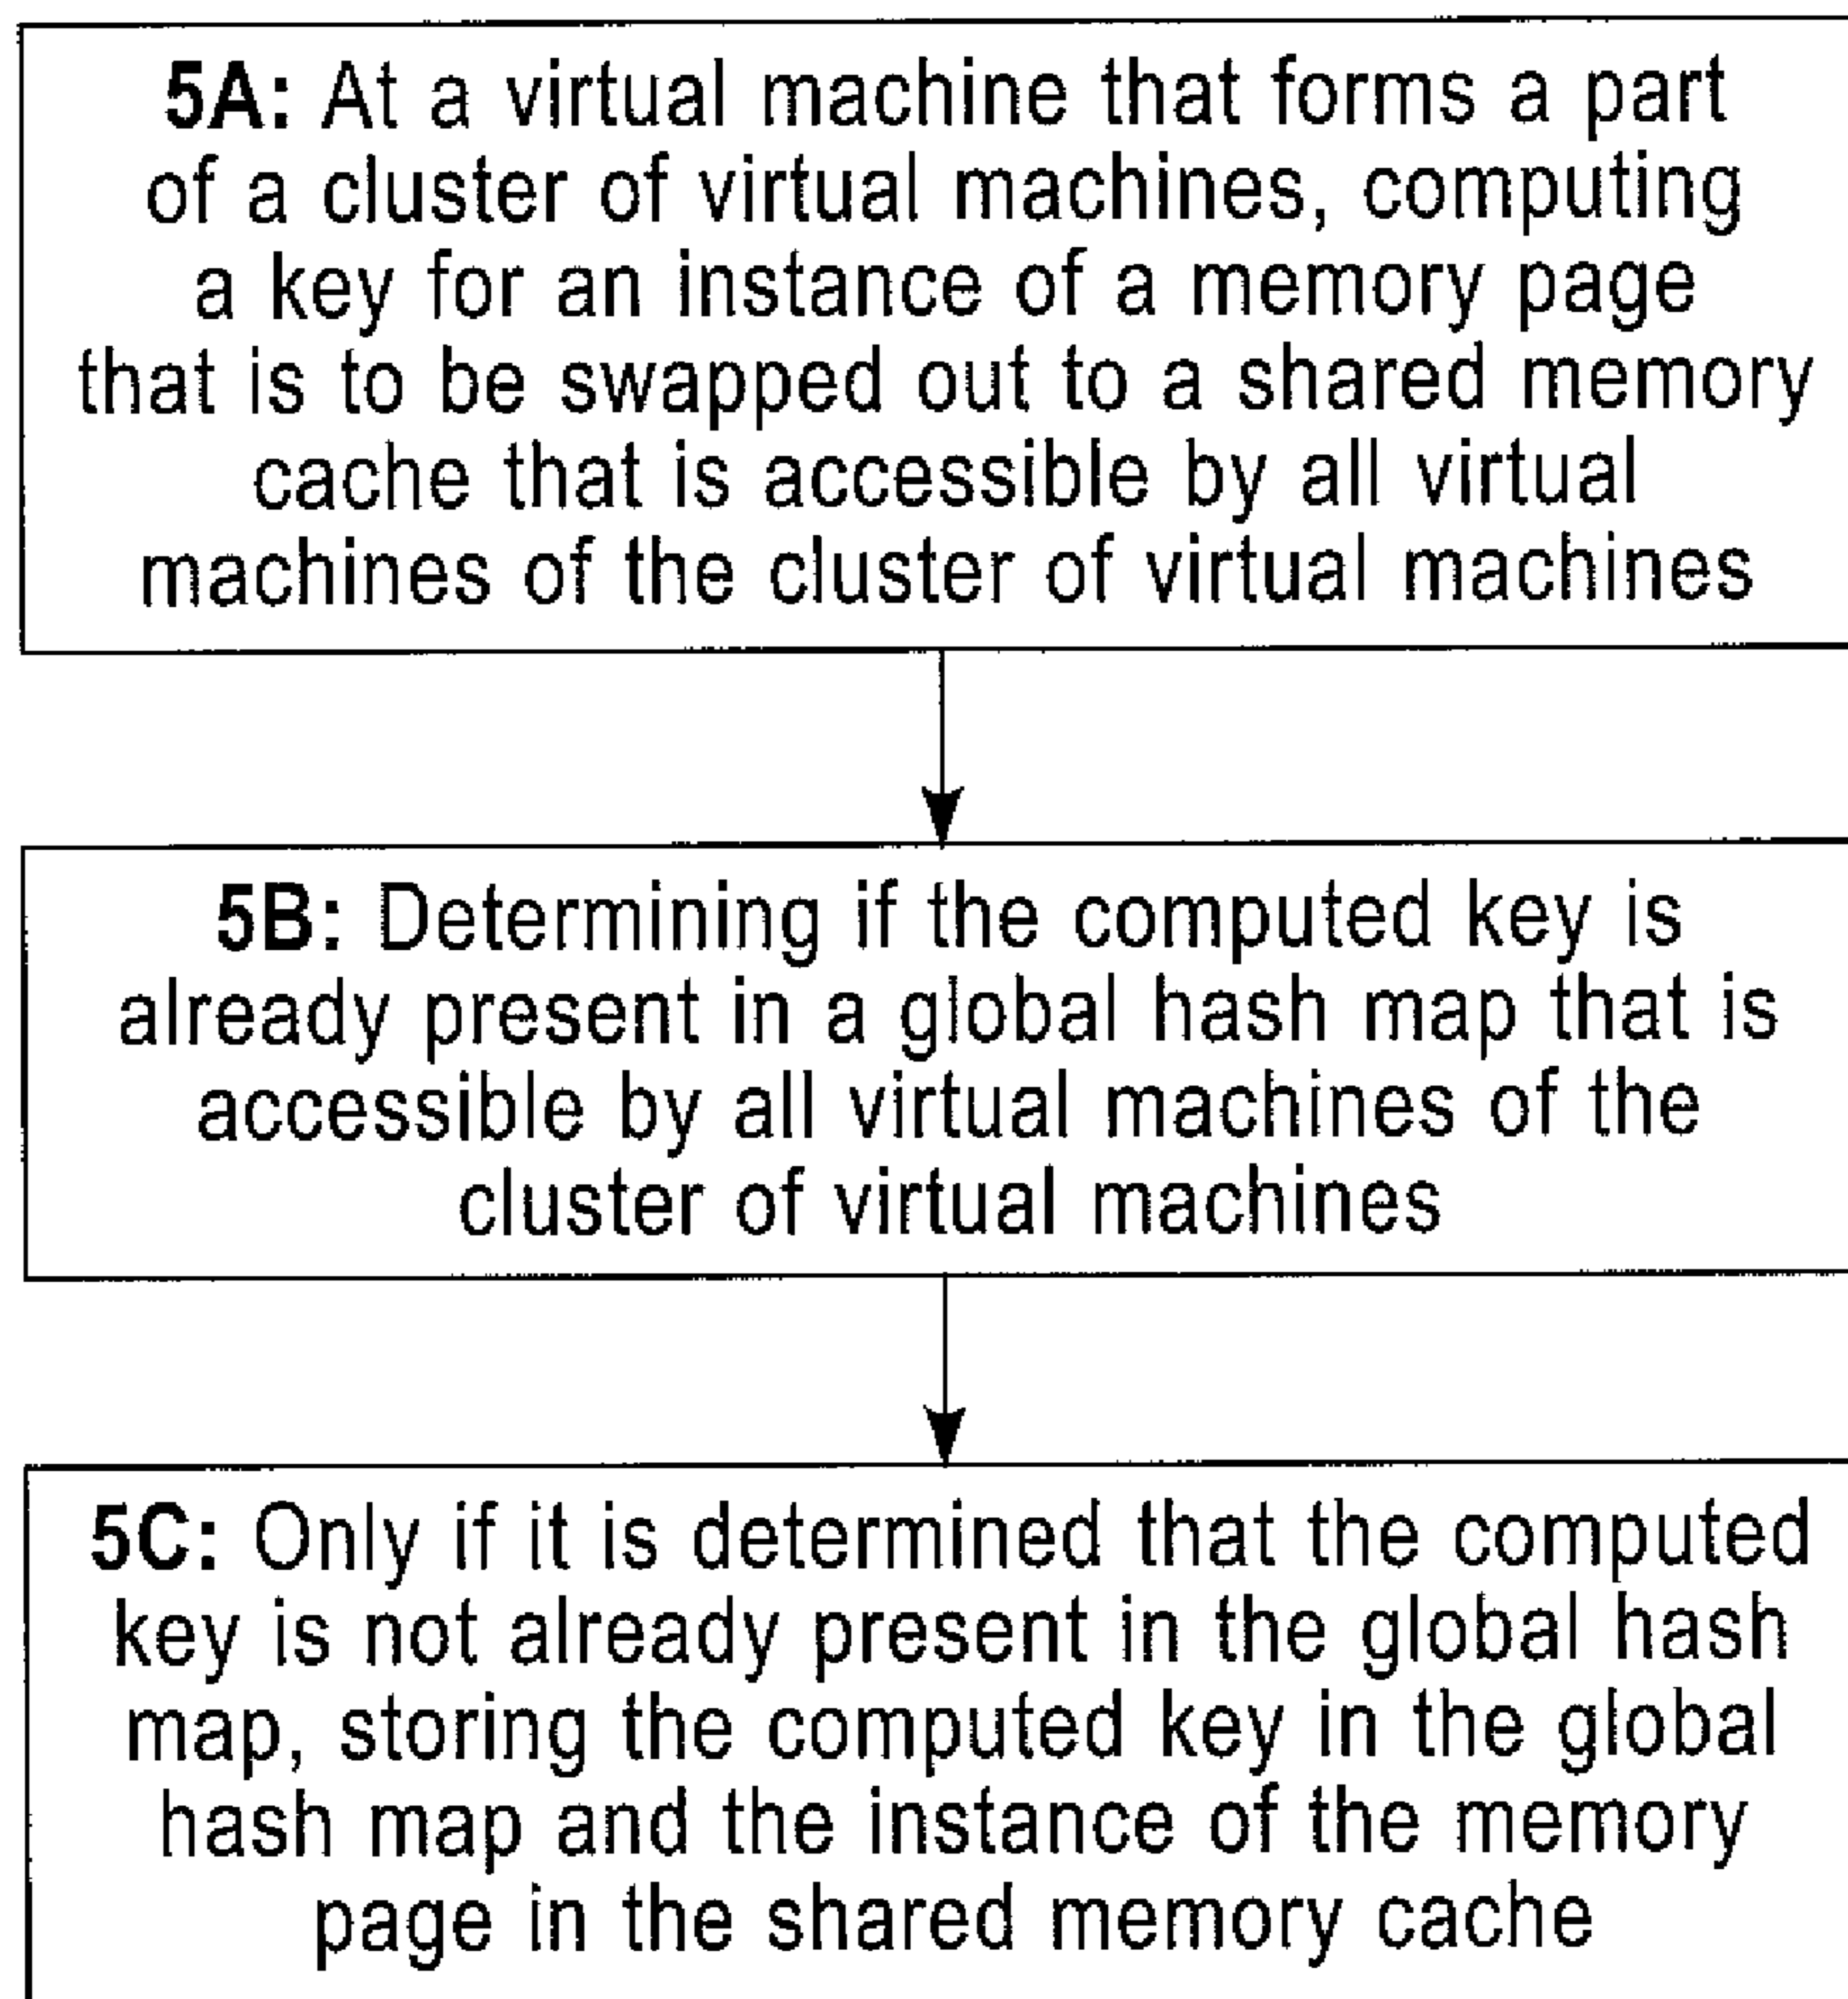 5A: At a virtual machine that forms a part
of a cluster of virtual machines, computing
a key for an instance of a memory page
that is to be swapped out to a shared memory
cache that is accessible by all virtual
machines of the cluster of virtual machines
5B: Determining if the computed key is
already present in a global hash map that is
accessible by all virtual machines of the
cluster of virtual machines
5C: Only if it is determined that the computed
key is not already present in the global hash
map, storing the computed key in the global
hash map and the instance of the memory
page in the shared memory cache